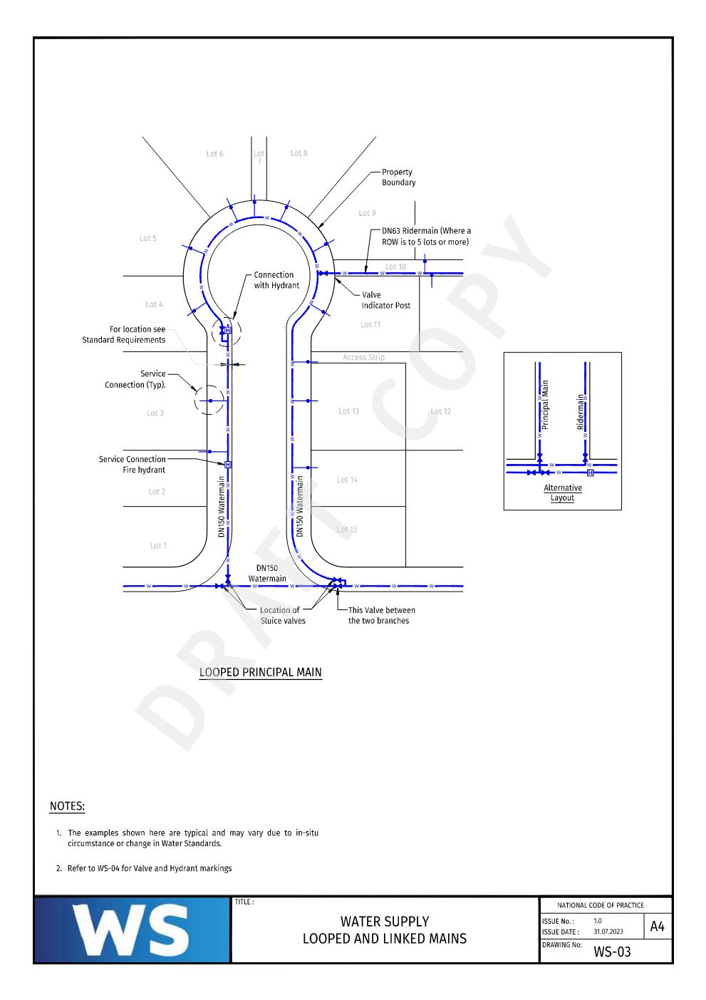 Lot 6
Lot
7
Lot 8
Property
Boundary
Lot 9
Lot 5
DN63 Ridermain (Where a
ROW is to 5 lots or more)
Lot 10
Connection
with Hydrant
Valve
Indicator Post
Lot 4
Lot 11
For location see
Standard Requirements
Access Strip
Service
Connection (Typ).
Lot 3
Lot 13
Lot 12
Service Connection
Fire hydrant
H
H
Lot 2
Lot 14
DN150 Watermain
DN150 Watermain
Lot 15
Lot 1
DN150
Watermain
Location of
Sluice valves
This Valve between
the two branches
W W W W W W W W W W W W W W W W W W W W W W W W W W W W W
Principal Main
Ridermain
W W W W
H
Alternative
Layout
DRAFT COPY
LOOPED PRINCIPAL MAIN
NOTES:
1. The examples shown here are typical and may vary due to in-situ
circumstance or change in Water Standards.
2. Refer to WS-04 for Valve and Hydrant markings
WS
TITLE :
WATER SUPPLY
LOOPED AND LINKED MAINS
NATIONAL CODE OF PRACTICE
ISSUE No. : 1.0
ISSUE DATE : 31.07.2023
A4
DRAWING No: WS-03